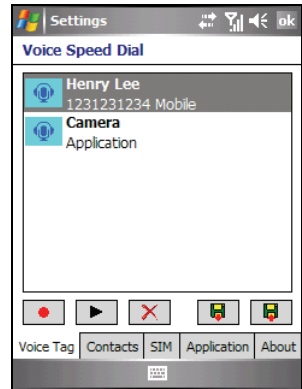 Settings
ok
Voice Speed Dial
Henry Lee
1231231234 Mobile
Camera
Application
Voice Tag Contacts SIM Application About